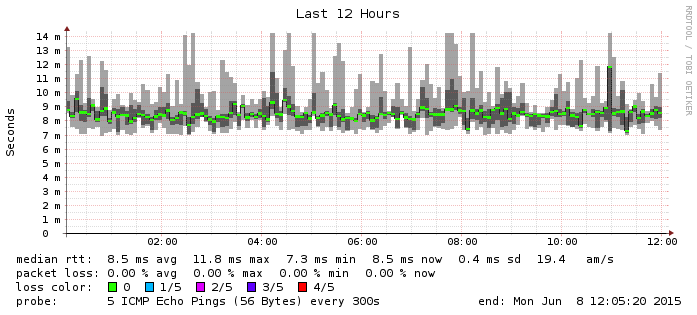 Last 12 Hours
RRDTOOL / TOBI OETIKER
Seconds
14 m
13 m
12 m
11 m
10 m
9 m
8 m
7 m
6 m
5 m
4 m
3 m
2 m
1 m
0
02:00 04:00 06:00 08:00 10:00 12:00
median rtt: 8.5 ms avg 11.8 ms max 7.3 ms min 8.5 ms now 0.4 ms sd 19.4 am/s
packet loss: 0.00 % avg 0.00 % max 0.00 % min 0.00 % now
loss color: 0 1/5 2/5 3/5 4/5
probe: 5 ICMP Echo Pings (56 Bytes) every 300s end: Mon Jun 8 12:05:20 2015